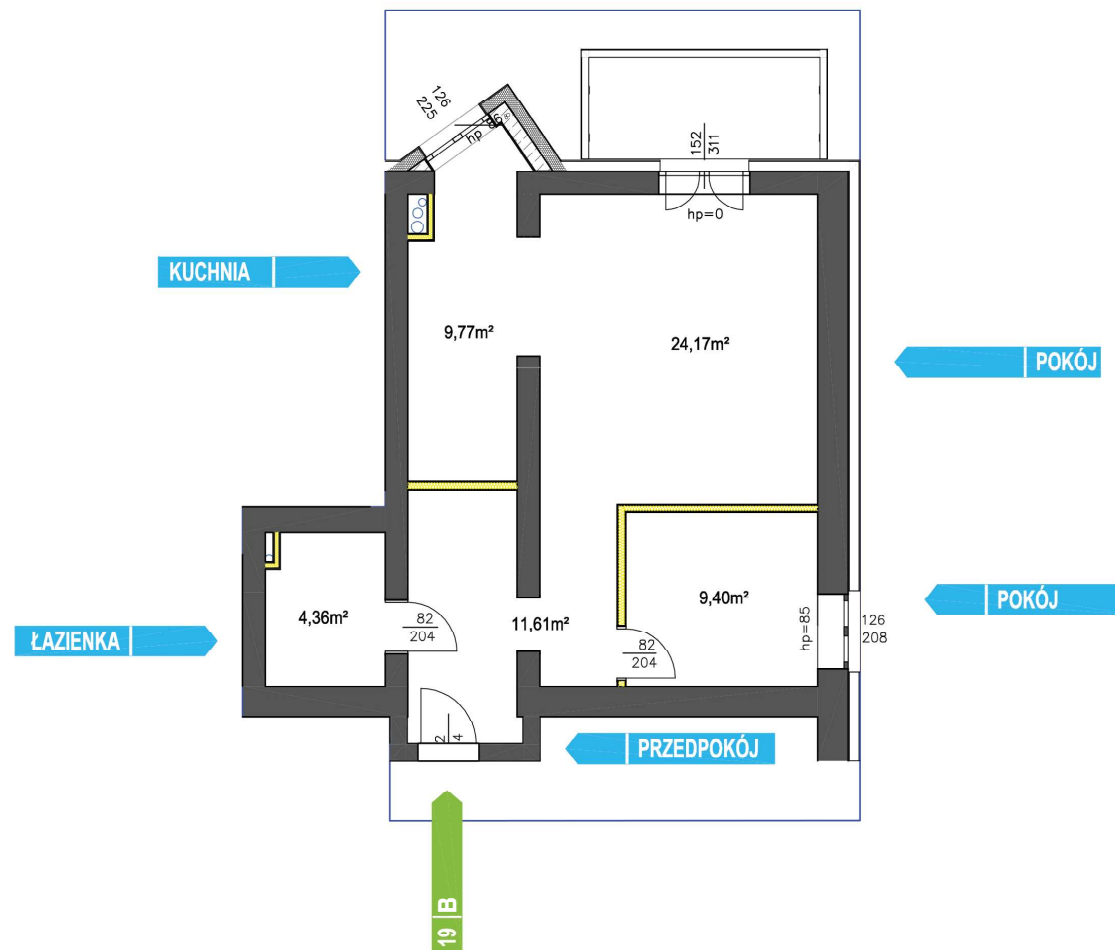 126
225
hp 86
152
311
hp=0
KUCHNIA
9,77m²
24,17m²
POKÓJ
4,36m²
82
204
11,61m²
9,40m²
82
204
hp=85
126
208
POKÓJ
ŁAZIENKA
2
4
PRZEDPOKÓJ
19 B